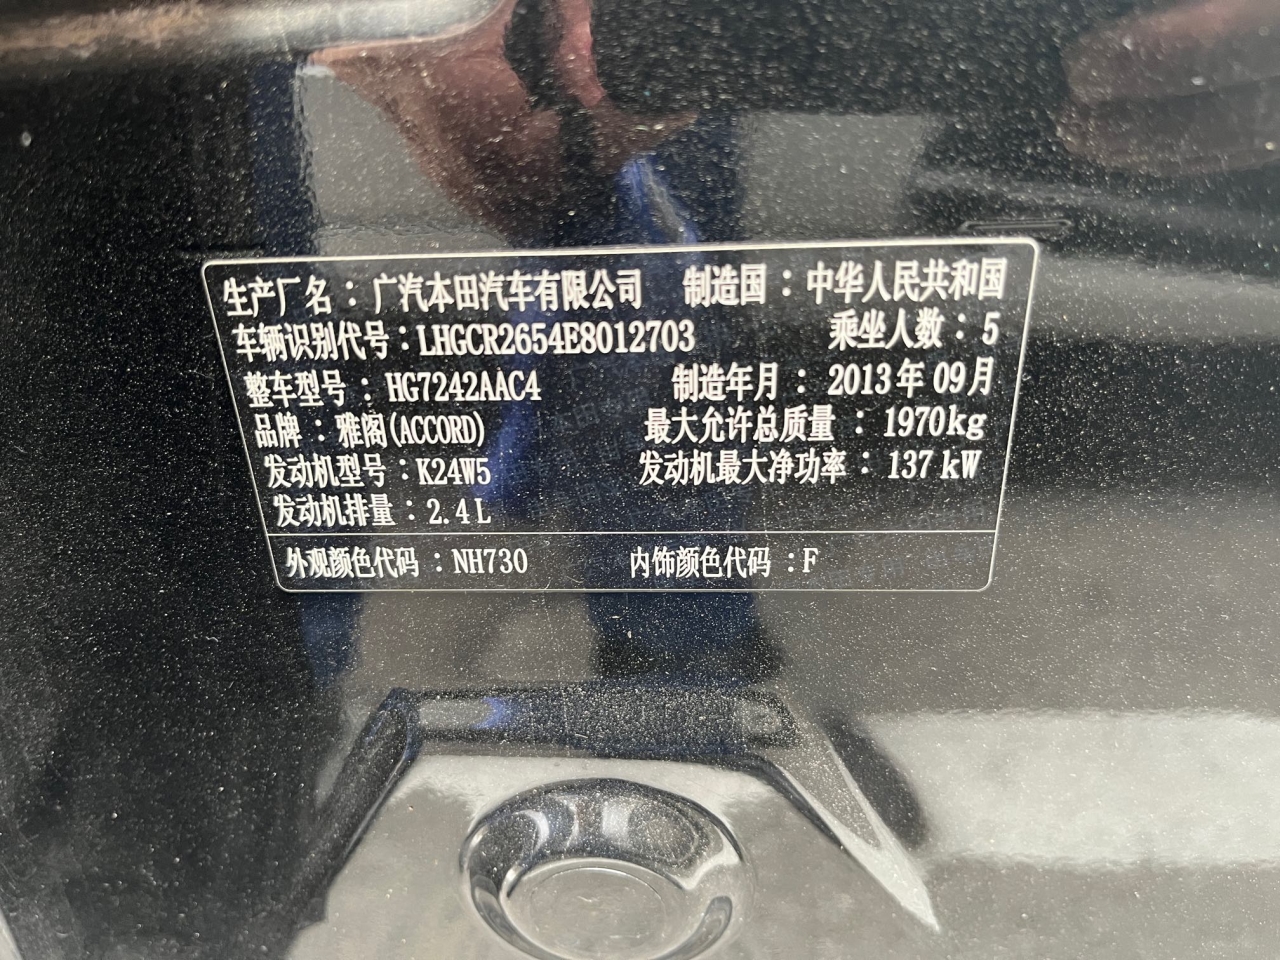 生产厂名：广汽本田汽车有限公司 制造国：中华人民共和国
车辆识别代号：LHGCR2654E8012703 乘坐人数：5
整车型号：HG7242AAC4 制造年月：2013年09月
品牌：雅阁(ACCORD) 最大允许总质量：1970kg
发动机型号：K24W5 发动机最大净功率：137kW
发动机排量：2.4L
外观颜色代码：NH730 内饰颜色代码：F